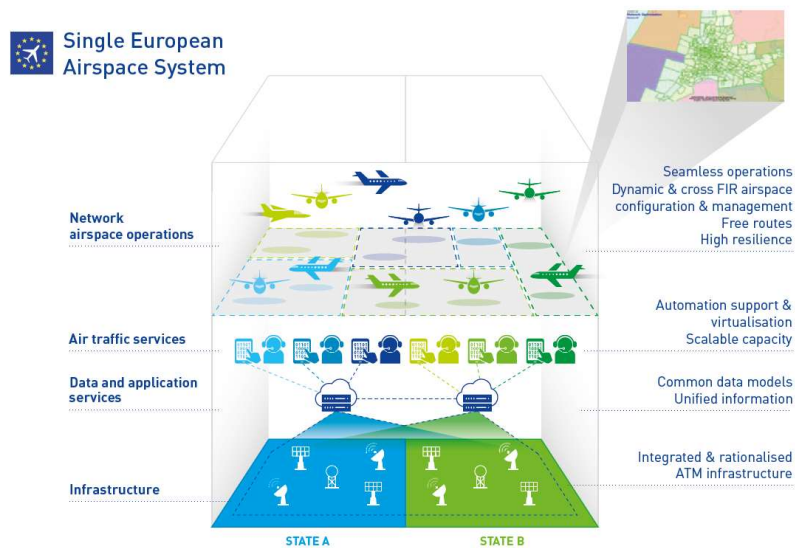 Single European
Airspace System
Seamless operations
Dynamic & cross FIR airspace
configuration & management
Free routes
High resilience
Network
airspace operations
Automation support &
virtualisation
Scalable capacity
Air traffic services
Data and application
services
Common data models
Unified information
Integrated & rationalised
ATM infrastructure
Infrastructure
STATE A
STATE B